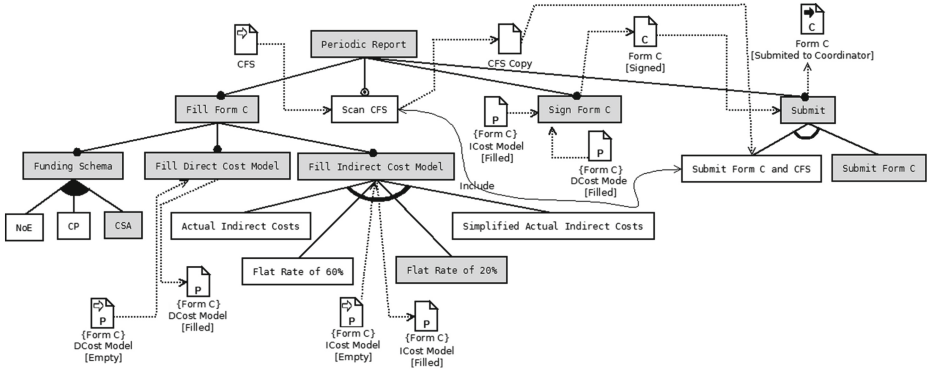 Periodic Report
CFS
CFS Copy
C
Form C
[Signed]
C
Form C
[Submited to Coordinator]
Fill Form C
Scan CFS
P
{Form C}
ICost Model
[Filled]
Sign Form C
Submit
Funding Schema
Fill Direct Cost Model
Fill Indirect Cost Model
P
{Form C}
DCost Mode
[Filled]
Include
Submit Form C and CFS
Submit Form C
NoE
CP
CSA
Actual Indirect Costs
Simplified Actual Indirect Costs
Flat Rate of 60%
Flat Rate of 20%
P
{Form C}
DCost Model
[Filled]
P
{Form C}
DCost Model
[Empty]
P
{Form C}
ICost Model
[Empty]
P
{Form C}
ICost Model
[Filled]